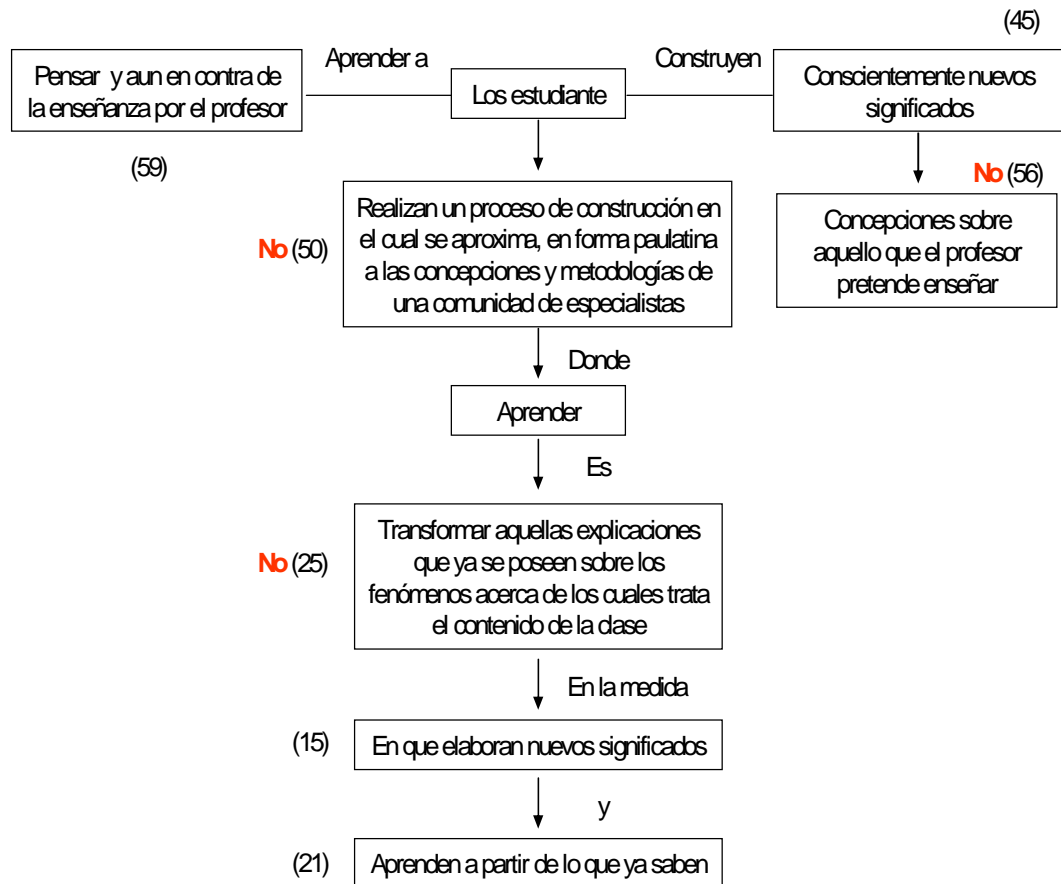 (45)
Aprender a
Construyen
Pensar y aun en contra de
la enseñanza por el profesor
Los estudiante
Conscientemente nuevos
significados
(59)
No (56)
No (50)
Realizan un proceso de construcción en
el cual se aproxima, en forma paulatina
a las concepciones y metodologías de
una comunidad de especialistas
Concepciones sobre
aquello que el profesor
pretende enseñar
Donde
Aprender
Es
No (25)
Transformar aquellas explicaciones
que ya se poseen sobre los
fenómenos acerca de los cuales trata
el contenido de la clase
En la medida
(15)
En que elaboran nuevos significados
y
(21)
Aprenden a partir de lo que ya saben